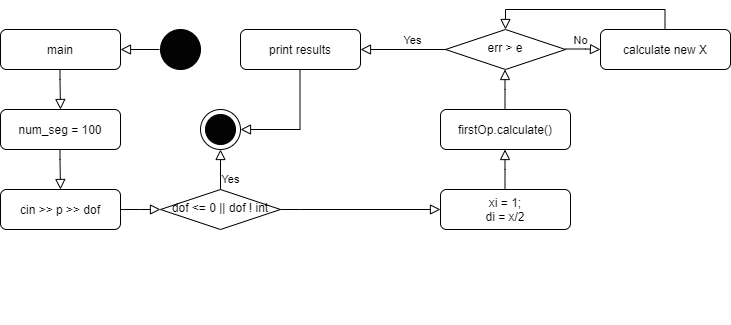 main
print results
Yes
err > e
No
calculate new X
num_seg = 100
firstOp.calculate()
Yes
cin >> p >> dof
dof <= 0 || dof ! int
xi = 1;
di = x/2